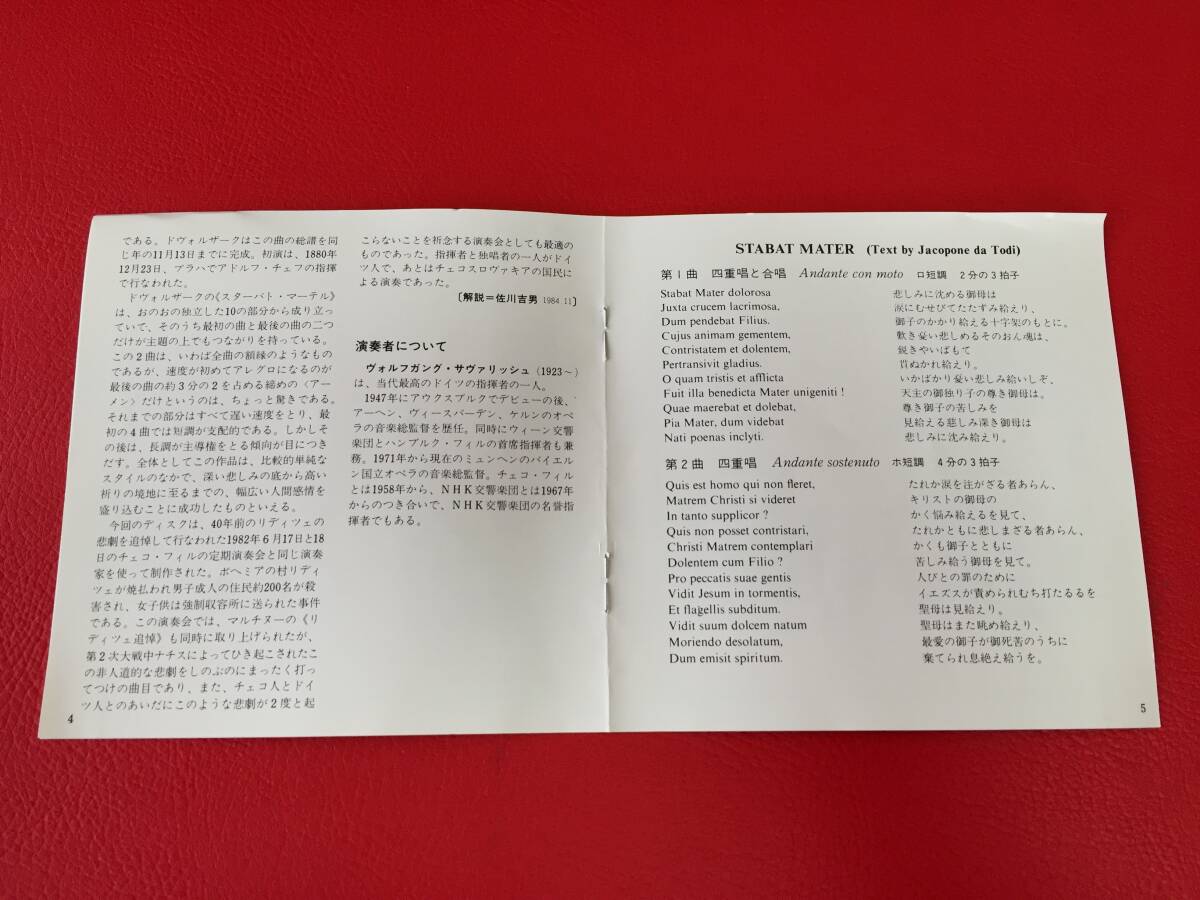 である。ドヴォルザークはこの曲の総譜を同
じ年の11月13日までに完成。初演は、1880年
12月23日、プラハでアドルフ・チェフの指揮
で行なわれた。
ドヴォルザークの《スターバト・マーテル》
は、おのおの独立した10の部分から成り立っ
ていて、そのうち最初の曲と最後の曲の二つ
だけが主題の上でもつながりを持っている。
この2曲は、いわば全曲の額縁のようなもの
であるが、速度が初めてアレグロになるのが
最後の曲の約3分の2を占める締めの〈アー
メン〉だけというのは、ちょっと驚きである。
それまでの部分はすべて遅い速度をとり、最
初の4曲では短調が支配的である。しかしそ
の後は、長調が主導権をとる傾向が目につき
だす。全体としてこの作品は、比較的単純な
スタイルのなかで、深い悲しみの底から高い
祈りの境地に至るまでの、幅広い人間感情を
盛り込むことに成功したものといえる。
今回のディスクは、40年前のリディツェの
悲劇を追悼して行なわれた1982年6月17日と18
日のチェコ・フィルの定期演奏会と同じ演奏
家を使って制作された。ボヘミアの村リディ
ツェが焼払われ男子成人の住民約200名が殺
害され、女子供は強制収容所に送られた事件
である。この演奏会では、マルチヌーの《リ
ディツェ追悼》も同時に取り上げられたが、
第2次大戦中ナチスによってひき起こされたこ
の非人道的な悲劇をしのぶのにまったく打っ
てつけの曲目であり、また、チェコ人とドイ
ツ人とのあいだにこのような悲劇が2度と起
4
こらないことを祈念する演奏会としても最適の
ものであった。指揮者と独唱者の一人がドイ
ツ人で、あとはチェコスロヴァキアの国民に
よる演奏であった。
〔解説=佐川吉男 1984 11〕
演奏者について
ヴォルフガング・サヴァリッシュ(1923〜)
は、当代最高のドイツの指揮者の一人。
1947年にアウクスブルクでデビューの後、
アーヘン、ヴィースバーデン、ケルンのオペ
ラの音楽総監督を歴任。同時にウィーン交響
楽団とハンブルク・フィルの首席指揮者も兼
務。1971年から現在のミュンヘンのバイエル
ン国立オペラの音楽総監督。チェコ・フィル
とは1958年から、NHK交響楽団とは1967年
からのつき合いで、NHK交響楽団の名誉指
揮者でもある。
STABAT MATER (Text by Jacopone da Todi)
第1曲 四重唱と合唱 Andante con moto ロ短調 2分の3拍子
Stabat Mater dolorosa 悲しみに沈める御母は
Juxta crucem lacrimosa, 涙にむせびてたたずみ給えり、
Dum pendebat Filius. 御子のかかり給える十字架のもとに。
Cujus animam gementem, 歎き憂い悲しめるそのおん魂は、
Contristatem et dolentem, 鋭きやいばもて
Pertransivit gladius. 貫ぬかれ給えり。
O quam tristis et afflicta いかばかり憂い悲しみ給いしぞ、
Fuit illa benedicta Mater unigeniti ! 天主の御独り子の尊き御母は。
Quae maerebat et dolebat, 尊き御子の苦しみを
Pia Mater, dum videbat 見給える慈しみ深き御母は
Nati poenas inclyti. 悲しみに沈み給えり。
第2曲 四重唱 Andante sostenuto ホ短調 4分の3拍子
Quis est homo qui non fleret, たれか涙を注がざる者あらん、
Matrem Christi si videret キリストの御母の
In tanto supplicor ? かく悩み給えるを見て、
Quis non posset contristari, たれかともに悲しまざる者あらん、
Christi Matrem contemplari かくも御子とともに
Dolentem cum Filio ? 苦しみ給う御母を見て。
Pro peccatis suae gentis 人びとの罪のために
Vidit Jesum in tormentis, イエズスが責められむち打たるるを
Et flagellis subditum. 聖母は見給えり。
Vidit suum dolcem natum 聖母はまた眺め給えり、
Moriendo desolatum, 最愛の御子が御死苦のうちに
Dum emisit spiritum. 棄てられ息絶え給うを。
5